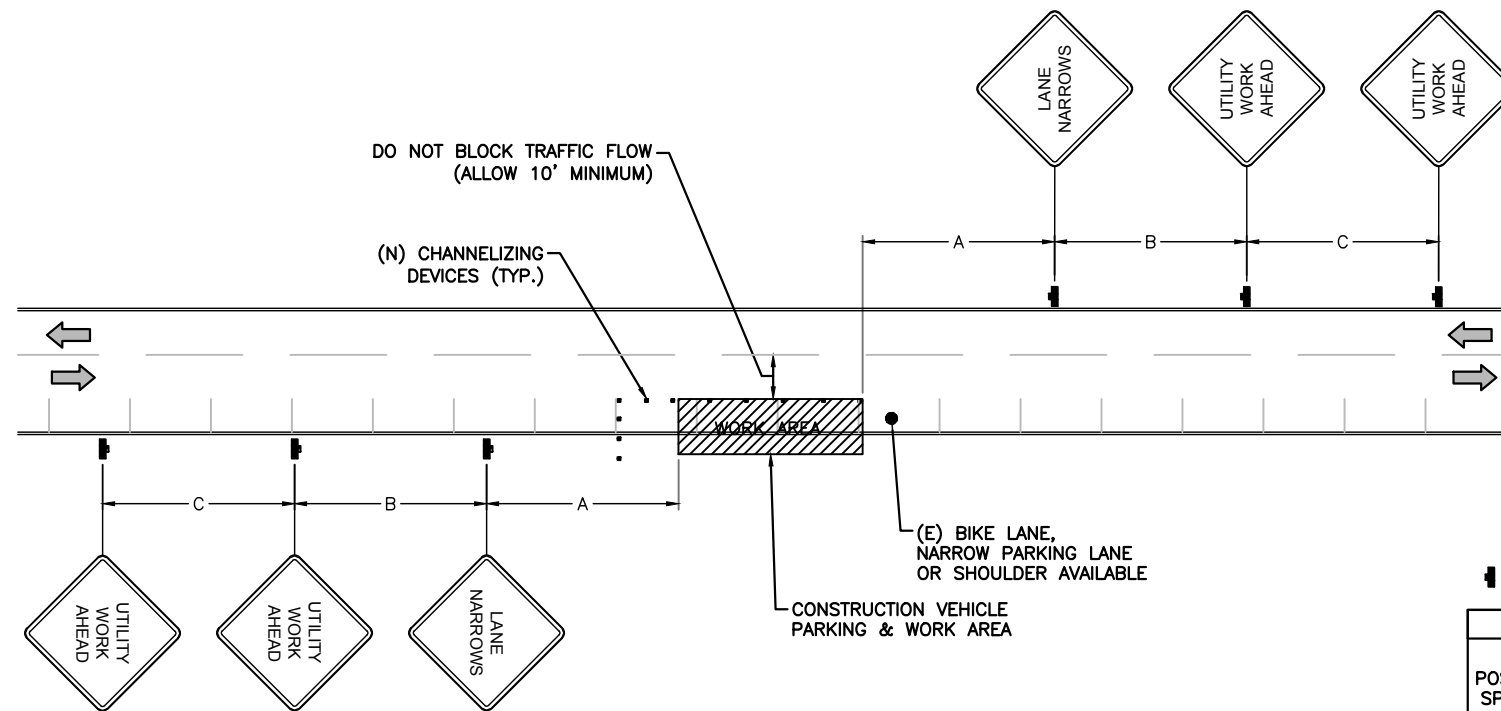 LANE
NARROWS
UTILITY
WORK
AHEAD
UTILITY
WORK
AHEAD
DO NOT BLOCK TRAFFIC FLOW
(ALLOW 10' MINIMUM)
(N) CHANNELIZING
DEVICES (TYP.)
A
B
C
WORK AREA
C
B
A
(E) BIKE LANE,
NARROW PARKING LANE
OR SHOULDER AVAILABLE
CONSTRUCTION VEHICLE
PARKING & WORK AREA
UTILITY
WORK
AHEAD
UTILITY
WORK
AHEAD
LANE
NARROWS